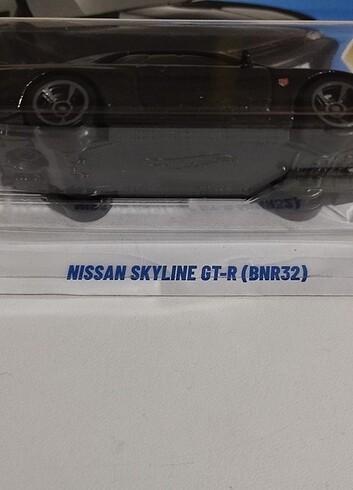 NISSAN SKYLINE GT-R (BNR32)